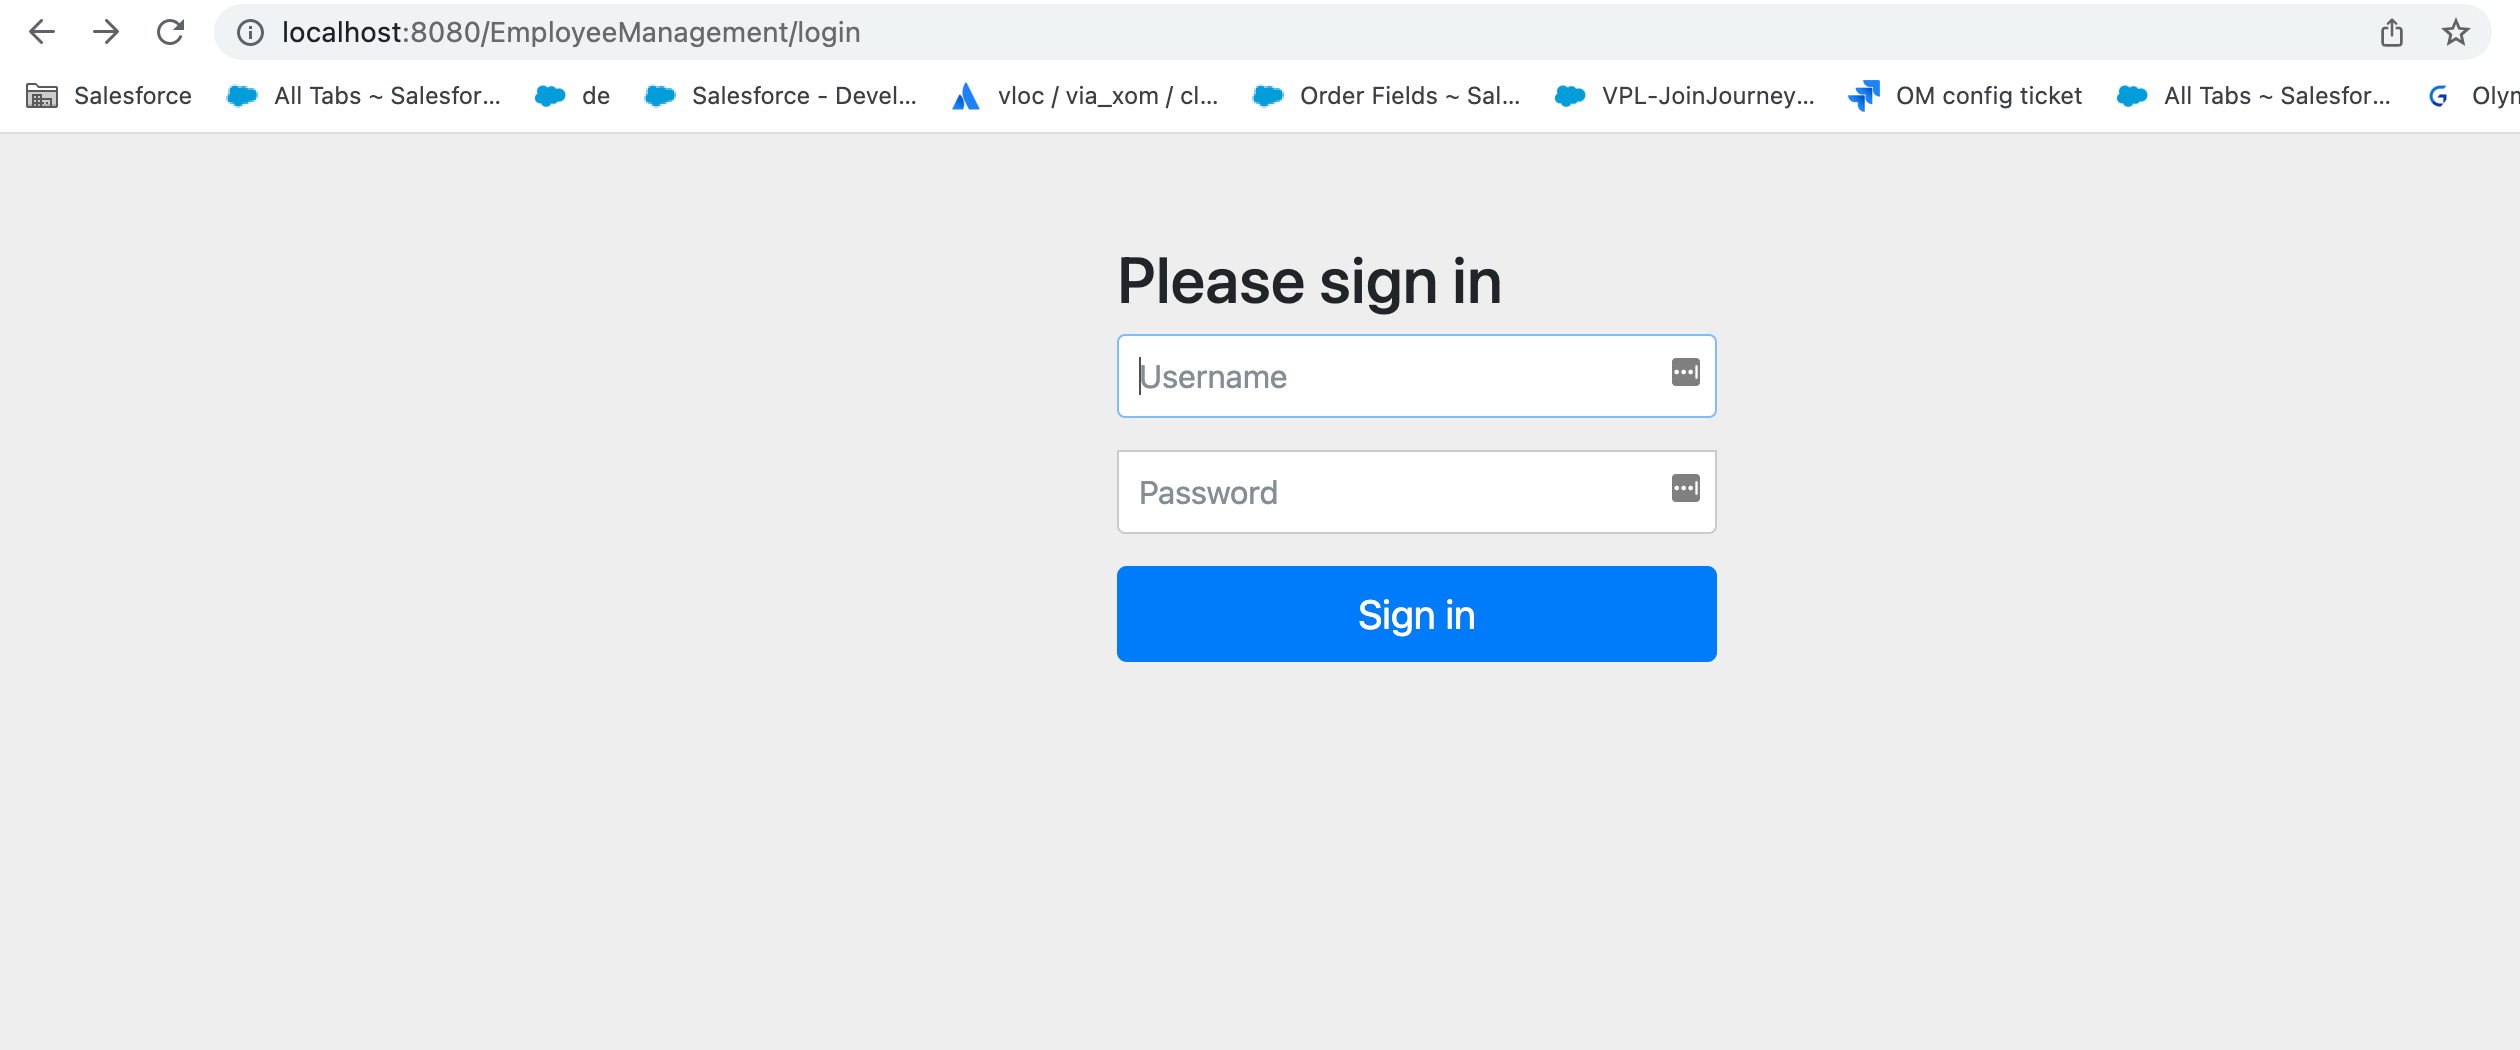 localhost:8080/EmployeeManagement/login
Salesforce All Tabs ~ Salesfor... de Salesforce - Devel... vloc / via_xom / cl... Order Fields ~ Sal... VPL-JoinJourney... OM config ticket All Tabs ~ Salesfor...
Please sign in
Username
Password
Sign in